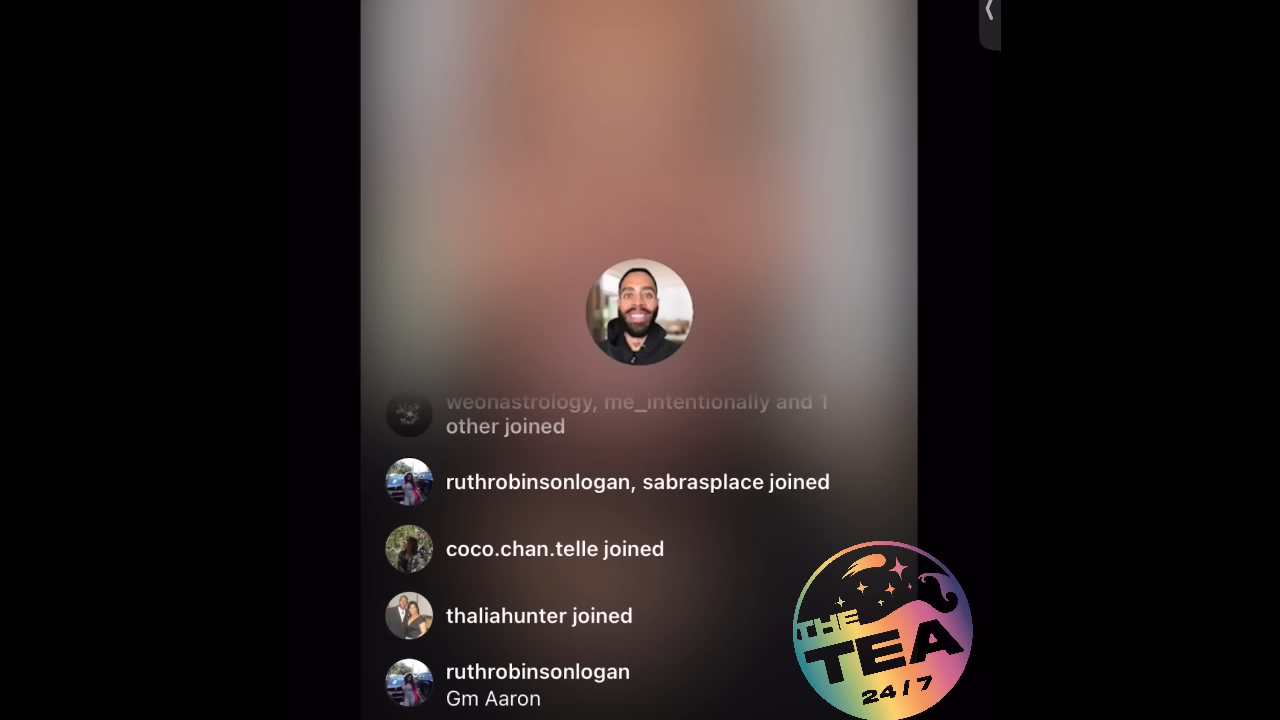 weonastrology, me_intentionally and 1
other joined
ruthrobinsonlogan, sabrasplace joined
coco.chan.telle joined
thaliahunter joined
ruthrobinsonlogan
Gm Aaron
THE
TEA
24/7